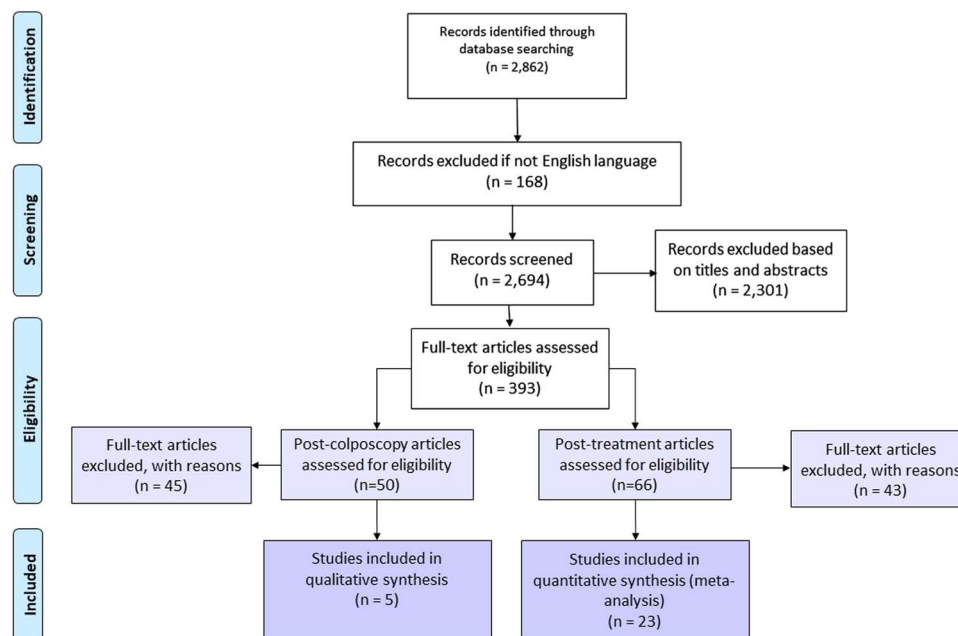 Identification
Records identified through
database searching
(n = 2,862)
Records excluded if not English language
(n = 168)
Screening
Records screened
(n = 2,694)
Records excluded based
on titles and abstracts
(n = 2,301)
Eligibility
Full-text articles assessed
for eligibility
(n = 393)
Full-text articles
excluded, with reasons
(n = 45)
Post-colposcopy articles
assessed for eligibility
(n=50)
Post-treatment articles
assessed for eligibility
(n=66)
Full-text articles
excluded, with reasons
(n = 43)
Included
Studies included in
qualitative synthesis
(n = 5)
Studies included in
quantitative synthesis (meta-
analysis)
(n = 23)